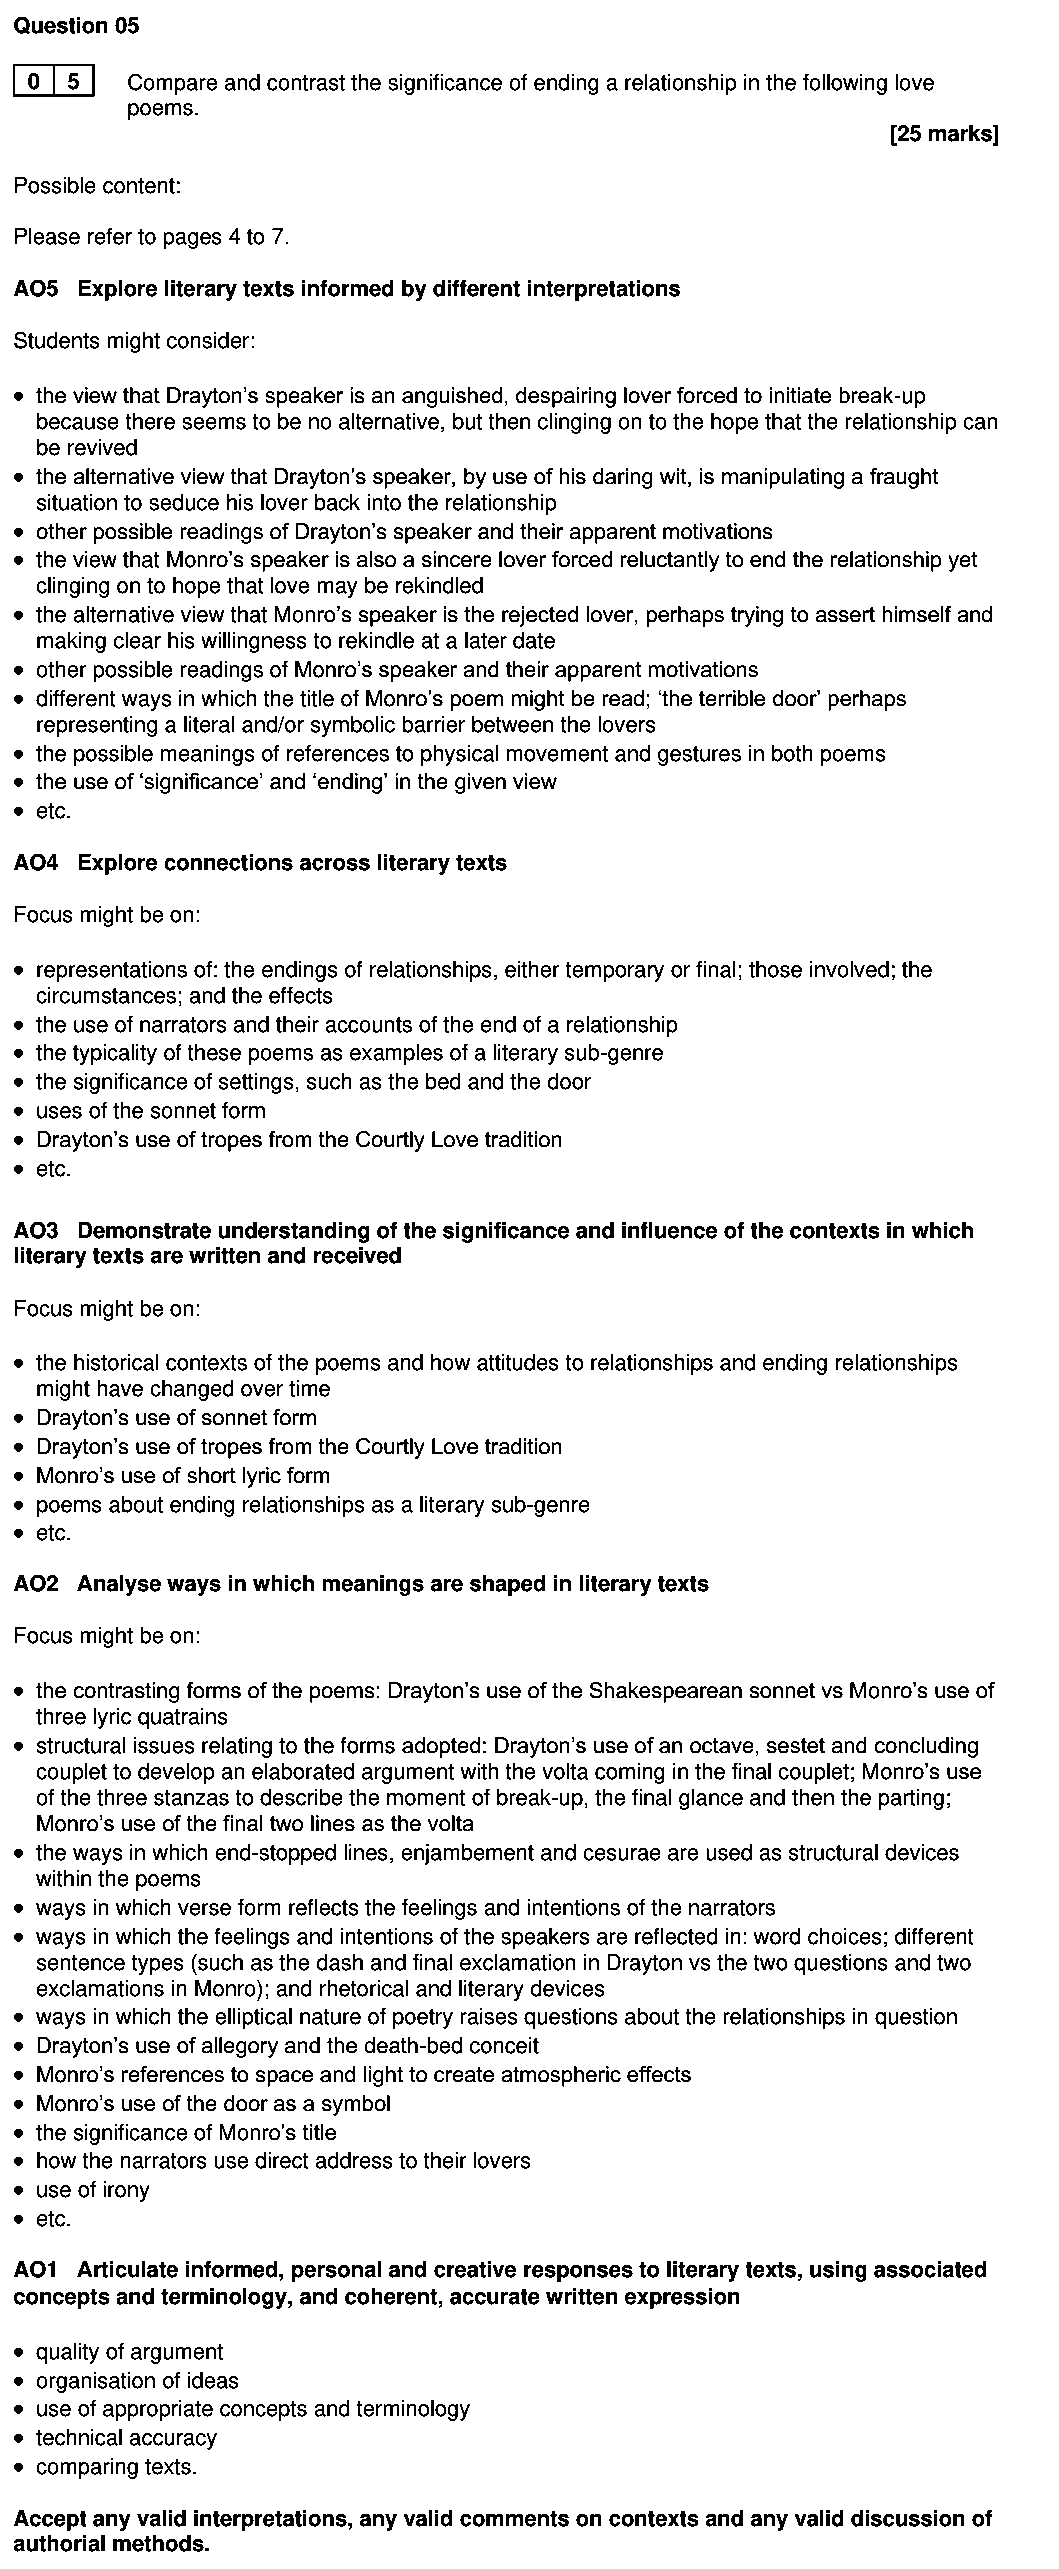 Question 05
0 5 Compare and contrast the significance of ending a relationship in the following love
poems.
[25 marks]
Possible content:
Please refer to pages 4 to 7.
AO5 Explore literary texts informed by different interpretations
Students might consider:
• the view that Drayton's speaker is an anguished, despairing lover forced to initiate break-up
because there seems to be no alternative, but then clinging on to the hope that the relationship can
be revived
• the alternative view that Drayton's speaker, by use of his daring wit, is manipulating a fraught
situation to seduce his lover back into the relationship
• other possible readings of Drayton's speaker and their apparent motivations
• the view that Monro's speaker is also a sincere lover forced reluctantly to end the relationship yet
clinging on to hope that love may be rekindled
• the alternative view that Monro's speaker is the rejected lover, perhaps trying to assert himself and
making clear his willingness to rekindle at a later date
• other possible readings of Monro's speaker and their apparent motivations
• different ways in which the title of Monro's poem might be read; 'the terrible door' perhaps
representing a literal and/or symbolic barrier between the lovers
• the possible meanings of references to physical movement and gestures in both poems
• the use of 'significance' and 'ending' in the given view
• etc.
AO4 Explore connections across literary texts
Focus might be on:
• representations of: the endings of relationships, either temporary or final; those involved; the
circumstances; and the effects
• the use of narrators and their accounts of the end of a relationship
• the typicality of these poems as examples of a literary sub-genre
• the significance of settings, such as the bed and the door
• uses of the sonnet form
• Drayton's use of tropes from the Courtly Love tradition
• etc.
AO3 Demonstrate understanding of the significance and influence of the contexts in which
literary texts are written and received
Focus might be on:
• the historical contexts of the poems and how attitudes to relationships and ending relationships
might have changed over time
• Drayton's use of sonnet form
• Drayton's use of tropes from the Courtly Love tradition
• Monro's use of short lyric form
• poems about ending relationships as a literary sub-genre
• etc.
AO2 Analyse ways in which meanings are shaped in literary texts
Focus might be on:
• the contrasting forms of the poems: Drayton's use of the Shakespearean sonnet vs Monro's use of
three lyric quatrains
• structural issues relating to the forms adopted: Drayton's use of an octave, sestet and concluding
couplet to develop an elaborated argument with the volta coming in the final couplet; Monro's use
of the three stanzas to describe the moment of break-up, the final glance and then the parting;
Monro's use of the final two lines as the volta
• the ways in which end-stopped lines, enjambement and cesurae are used as structural devices
within the poems
• ways in which verse form reflects the feelings and intentions of the narrators
• ways in which the feelings and intentions of the speakers are reflected in: word choices; different
sentence types (such as the dash and final exclamation in Drayton vs the two questions and two
exclamations in Monro); and rhetorical and literary devices
• ways in which the elliptical nature of poetry raises questions about the relationships in question
• Drayton's use of allegory and the death-bed conceit
• Monro's references to space and light to create atmospheric effects
• Monro's use of the door as a symbol
• the significance of Monro's title
• how the narrators use direct address to their lovers
• use of irony
• etc.
AO1 Articulate informed, personal and creative responses to literary texts, using associated
concepts and terminology, and coherent, accurate written expression
• quality of argument
• organisation of ideas
• use of appropriate concepts and terminology
• technical accuracy
• comparing texts.
Accept any valid interpretations, any valid comments on contexts and any valid discussion of
authorial methods.